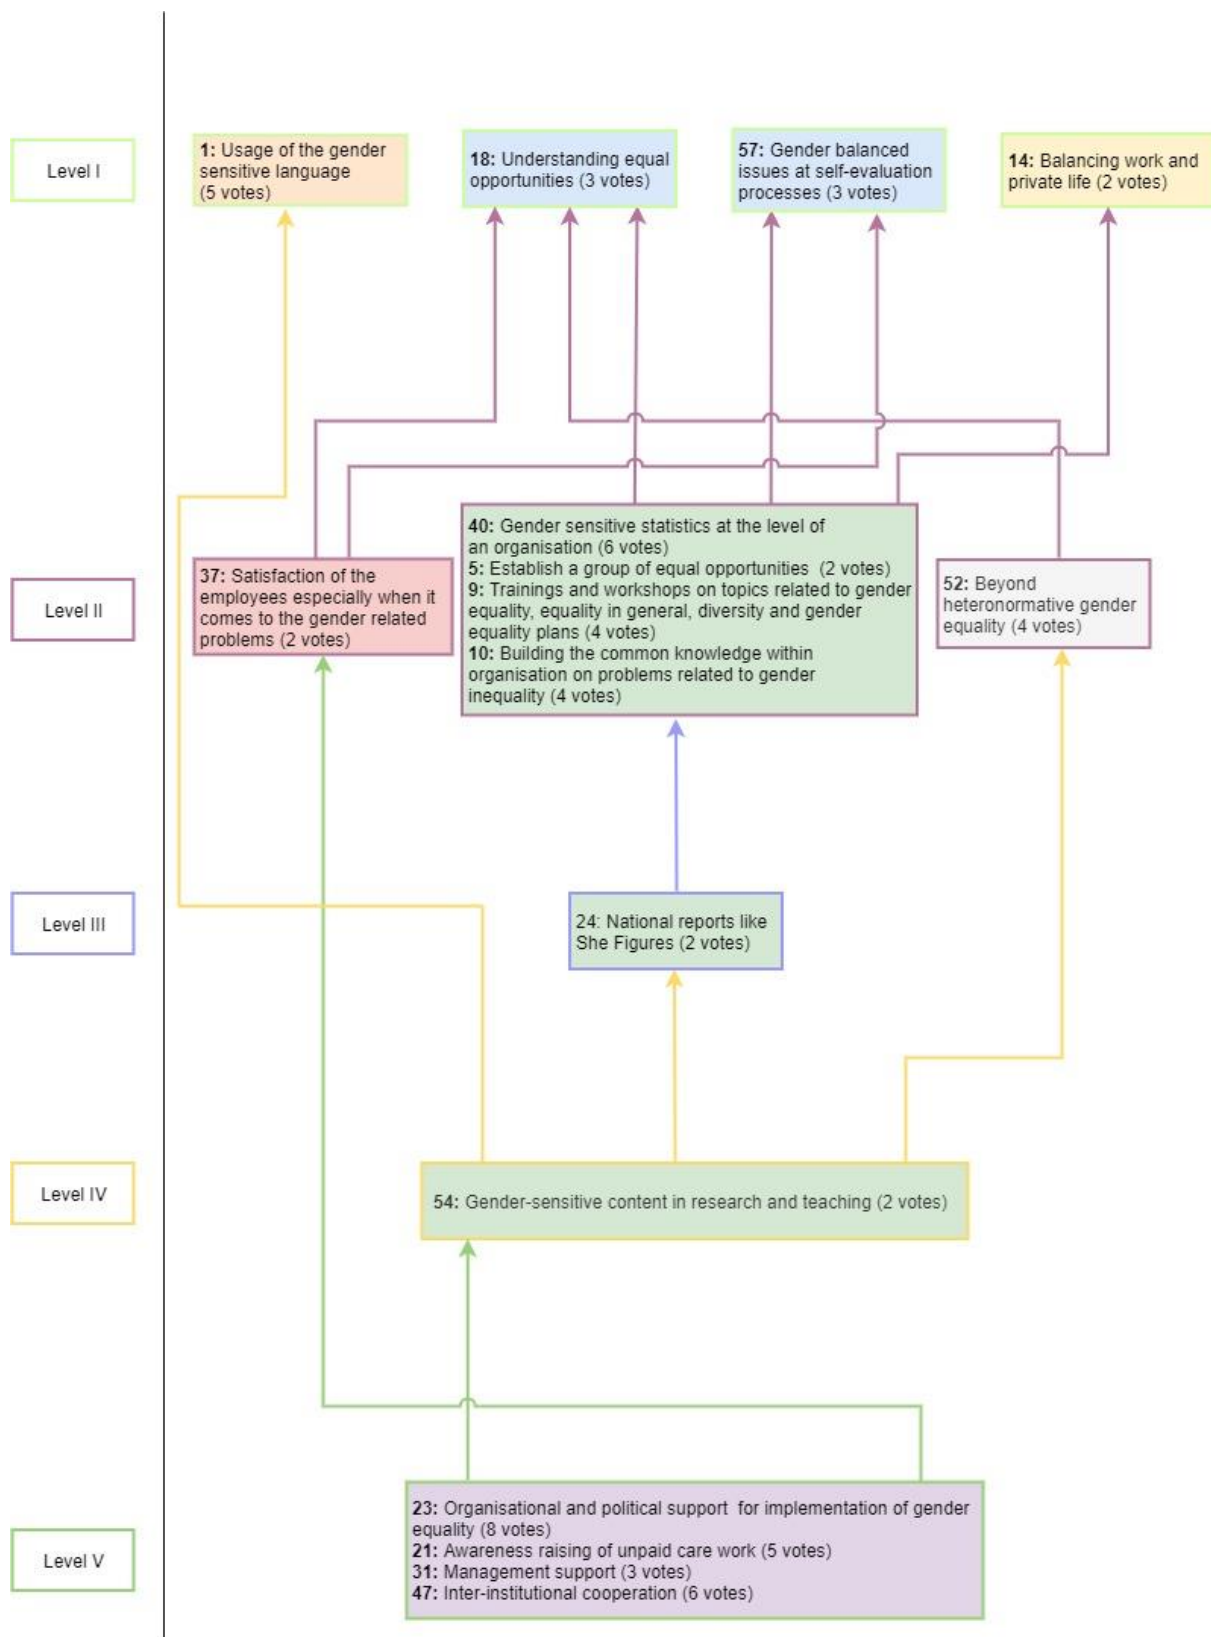 Level I
1: Usage of the gender
sensitive language
(5 votes)
18: Understanding equal
opportunities (3 votes)
57: Gender balanced
issues at self-evaluation
processes (3 votes)
14: Balancing work and
private life (2 votes)
Level II
37: Satisfaction of the
employees especially when it
comes to the gender related
problems (2 votes)
40: Gender sensitive statistics at the level of
an organisation (6 votes)
5: Establish a group of equal opportunities (2 votes)
9: Trainings and workshops on topics related to gender
equality, equality in general, diversity and gender
equality plans (4 votes)
10: Building the common knowledge within
organisation on problems related to gender
inequality (4 votes)
52: Beyond
heteronormative gender
equality (4 votes)
Level III
24: National reports like
She Figures (2 votes)
Level IV
54: Gender-sensitive content in research and teaching (2 votes)
Level V
23: Organisational and political support for implementation of gender
equality (8 votes)
21: Awareness raising of unpaid care work (5 votes)
31: Management support (3 votes)
47: Inter-institutional cooperation (6 votes)